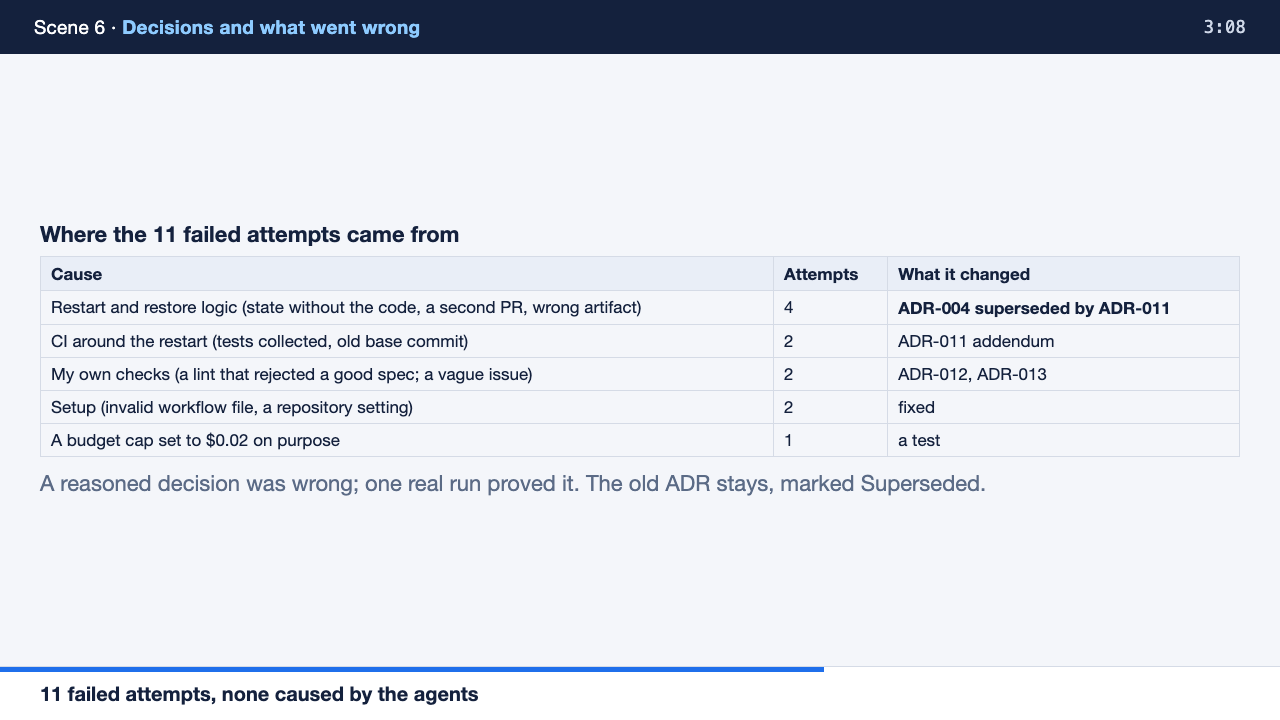 Scene 6 · Decisions and what went wrong
3:08
Where the 11 failed attempts came from
Cause Attempts What it changed
Restart and restore logic (state without the code, a second PR, wrong artifact) 4 ADR-004 superseded by ADR-011
CI around the restart (tests collected, old base commit) 2 ADR-011 addendum
My own checks (a lint that rejected a good spec; a vague issue) 2 ADR-012, ADR-013
Setup (invalid workflow file, a repository setting) 2 fixed
A budget cap set to $0.02 on purpose 1 a test
A reasoned decision was wrong; one real run proved it. The old ADR stays, marked Superseded.
11 failed attempts, none caused by the agents